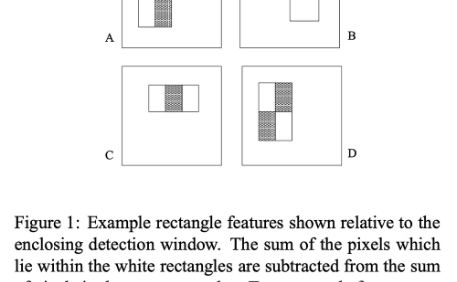 A
B
C
D
Figure 1: Example rectangle features shown relative to the
enclosing detection window. The sum of the pixels which
lie within the white rectangles are subtracted from the sum